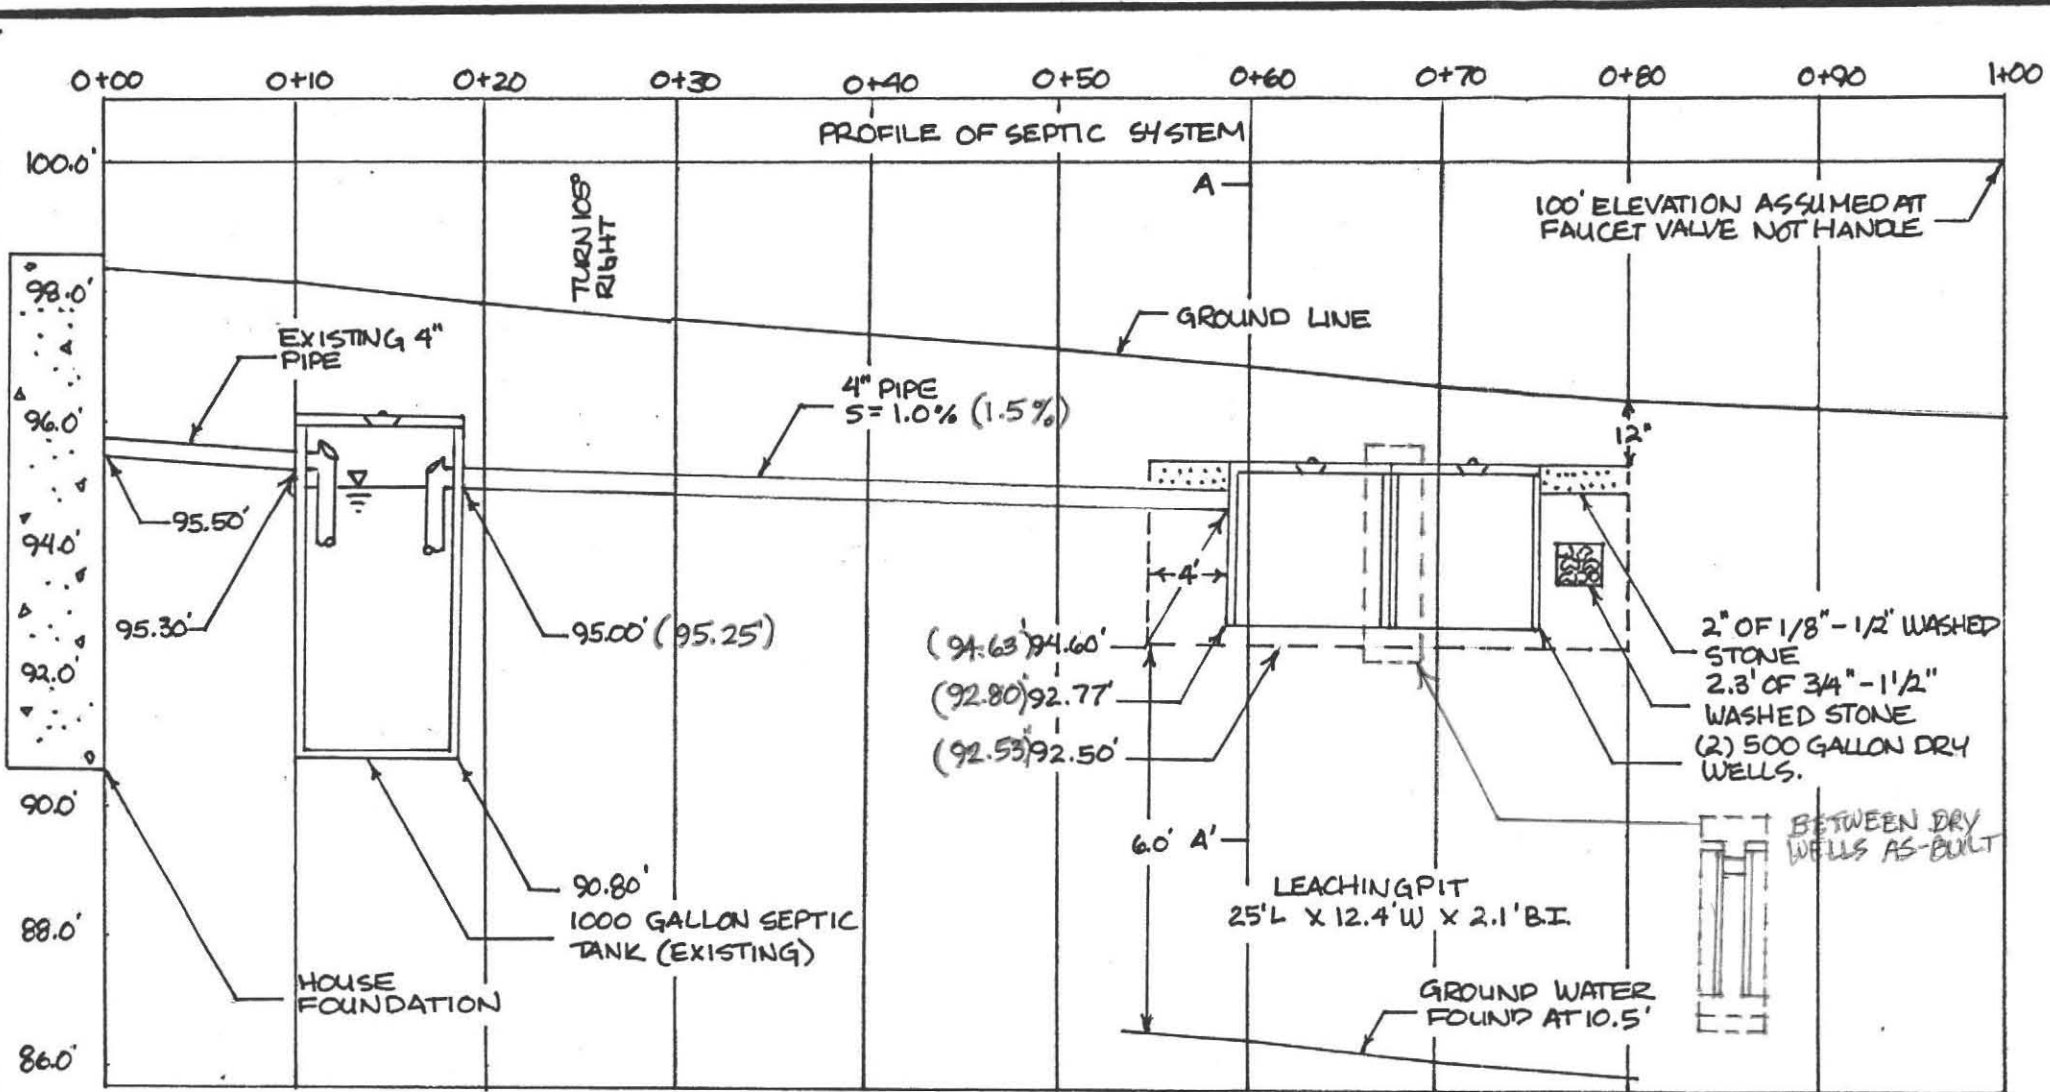 0+00 0+10 0+20 0+30 0+40 0+50 0+60 0+70 0+80 0+90 1+00
PROFILE OF SEPTIC SYSTEM
100.0'
A
TURN 105°
RIGHT
100' ELEVATION ASSUMED AT
FAUCET VALVE NOT HANDLE
98.0'
GROUND LINE
EXISTING 4"
PIPE
4" PIPE
S=1.0% (1.5%)
96.0'
12"
95.50'
94.0'
4'
95.30'
95.00' (95.25')
(94.63')94.60'
2" OF 1/8"-1/2" WASHED
STONE
92.0'
(92.80')92.77'
2.3' OF 3/4"-1 1/2"
WASHED STONE
(92.53')92.50'
(2) 500 GALLON DRY
WELLS.
90.0'
BETWEEN DRY
WELLS AS-BUILT
6.0' A'
90.80'
1000 GALLON SEPTIC
TANK (EXISTING)
LEACHING PIT
25'L X 12.4'W X 2.1' B.I.
88.0'
HOUSE
FOUNDATION
GROUND WATER
FOUND AT 10.5'
86.0'